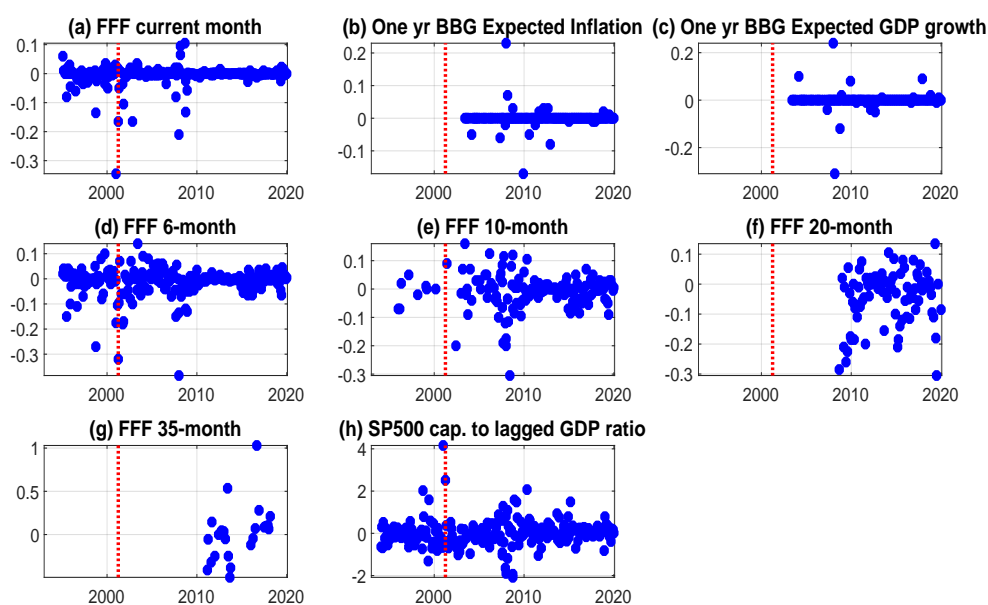 (a) FFF current month
0.1
0
-0.1
-0.2
-0.3
2000 2010 2020
(b) One yr BBG Expected Inflation
0.2
0.1
0
-0.1
2000 2010 2020
(c) One yr BBG Expected GDP growth
0.2
0
-0.2
2000 2010 2020
(d) FFF 6-month
0.1
0
-0.1
-0.2
-0.3
2000 2010 2020
(e) FFF 10-month
0.1
0
-0.1
-0.2
-0.3
2000 2010 2020
(f) FFF 20-month
0.1
0
-0.1
-0.2
-0.3
2000 2010 2020
(g) FFF 35-month
1
0.5
0
2000 2010 2020
(h) SP500 cap. to lagged GDP ratio
4
2
0
-2
2000 2010 2020